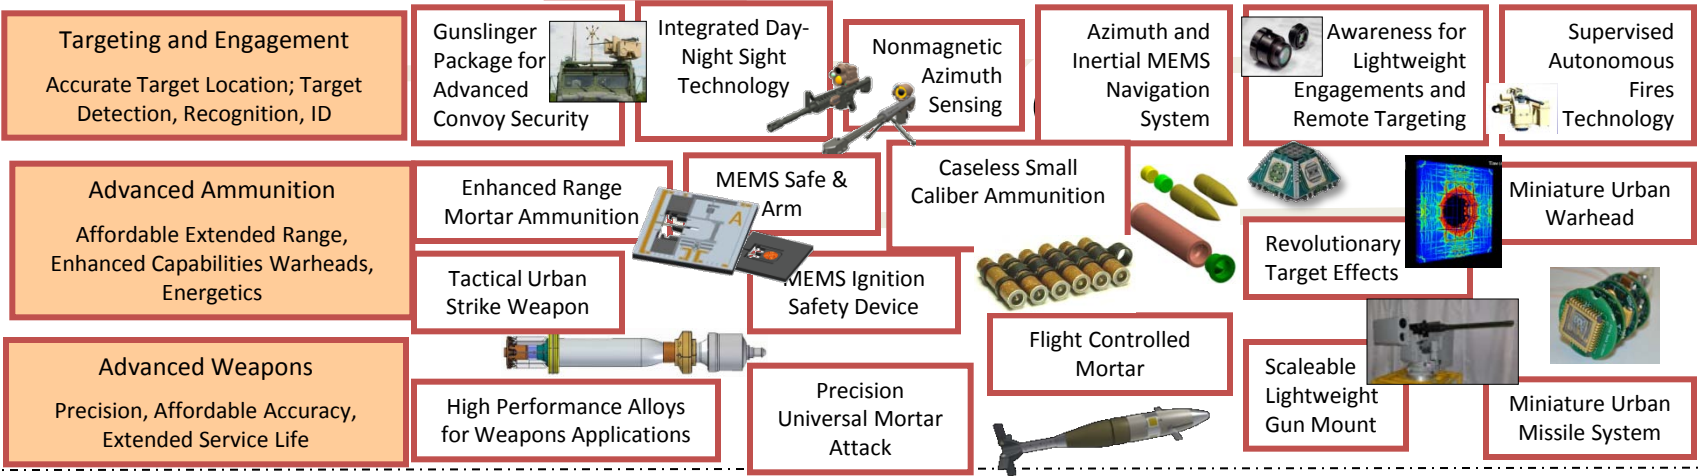 Targeting and Engagement
Accurate Target Location; Target
Detection, Recognition, ID
Gunslinger
Package for
Advanced
Convoy Security
Integrated Day-
Night Sight
Technology
Nonmagnetic
Azimuth
Sensing
Azimuth and
Inertial MEMS
Navigation
System
Awareness for
Lightweight
Engagements and
Remote Targeting
Supervised
Autonomous
Fires
Technology
Advanced Ammunition
Affordable Extended Range,
Enhanced Capabilities Warheads,
Energetics
Enhanced Range
Mortar Ammunition
MEMS Safe &
Arm
A
Caseless Small
Caliber Ammunition
Miniature Urban
Warhead
Revolutionary
Target Effects
Tactical Urban
Strike Weapon
MEMS Ignition
Safety Device
Advanced Weapons
Precision, Affordable Accuracy,
Extended Service Life
High Performance Alloys
for Weapons Applications
Precision
Universal Mortar
Attack
Flight Controlled
Mortar
Scaleable
Lightweight
Gun Mount
Miniature Urban
Missile System